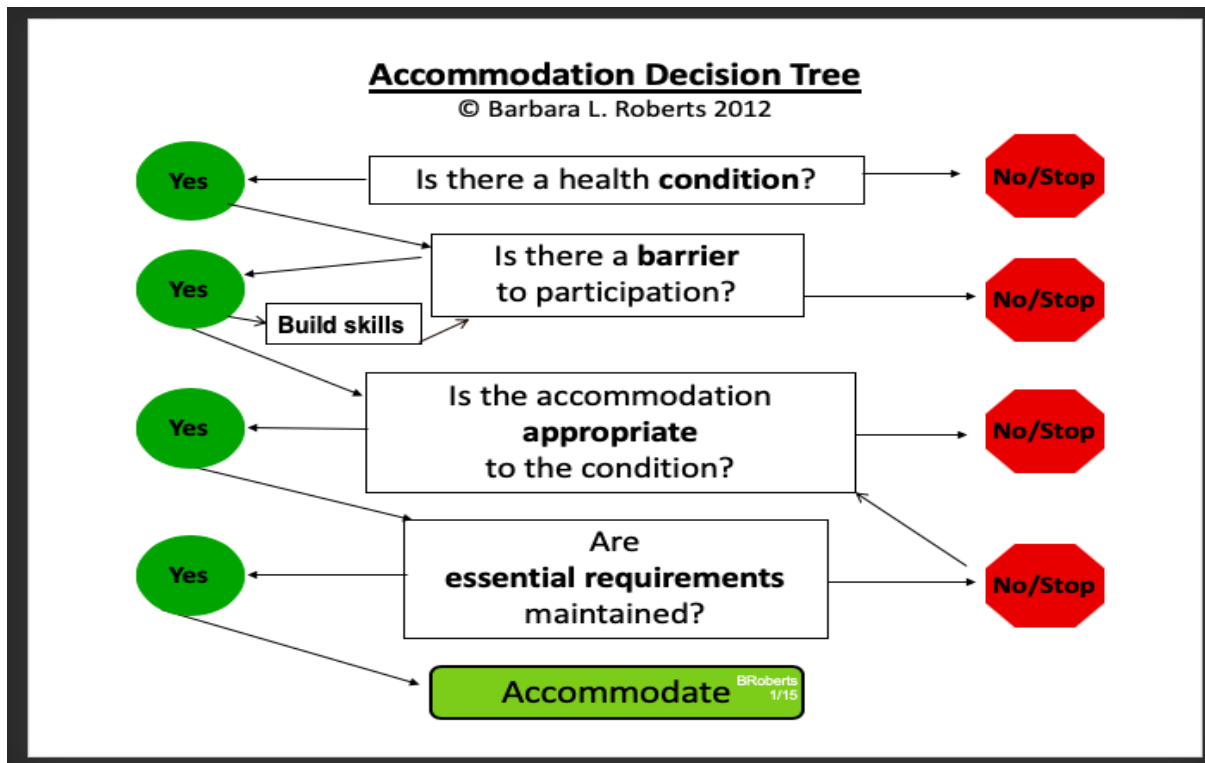 Accommodation Decision Tree
© Barbara L. Roberts 2012
Yes
Is there a health condition?
No/Stop
Yes
Is there a barrier
to participation?
No/Stop
Build skills
Yes
Is the accommodation
appropriate
to the condition?
No/Stop
Yes
Are
essential requirements
maintained?
No/Stop
Accommodate
BRoberts
1/15